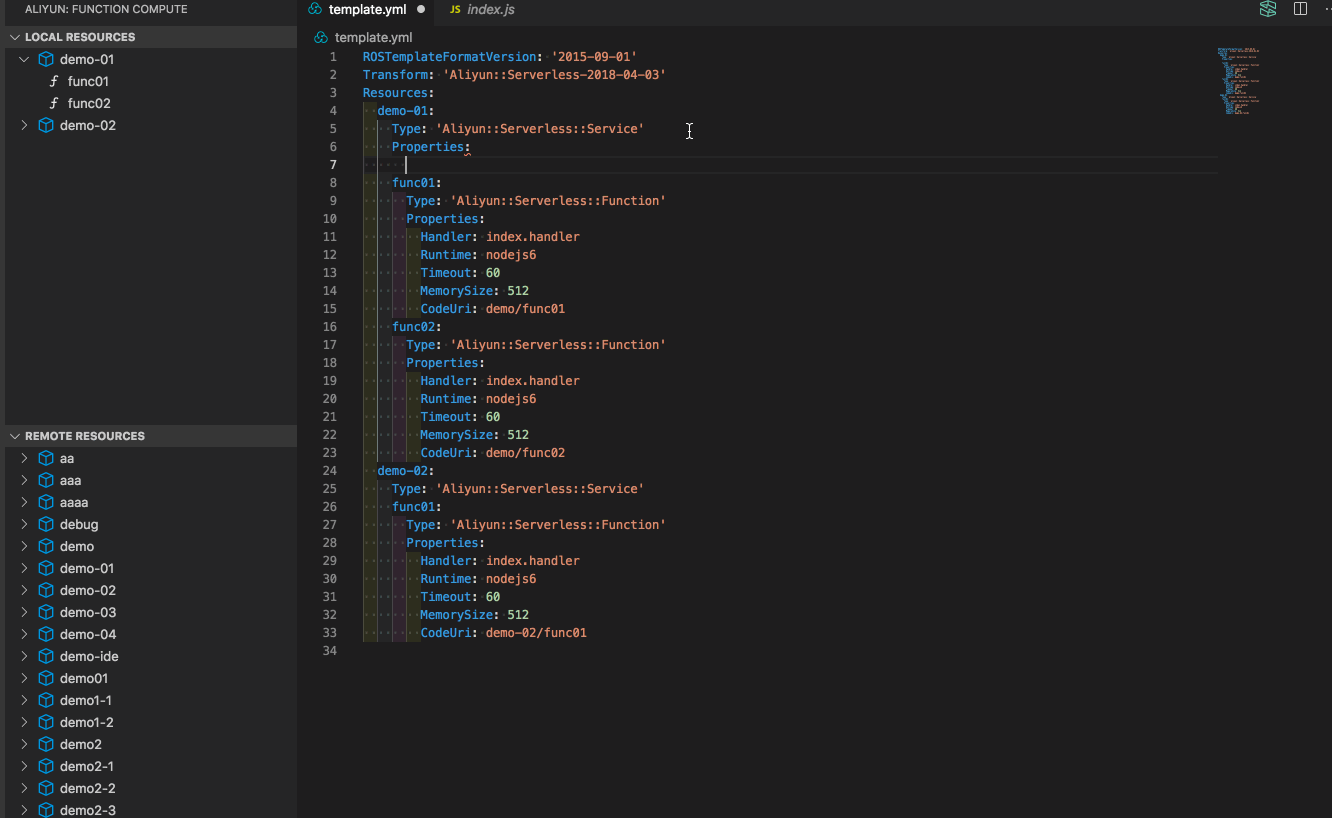 ALIYUN: FUNCTION COMPUTE
LOCAL RESOURCES
demo-01
func01
func02
demo-02
REMOTE RESOURCES
aa
aaa
aaaa
debug
demo
demo-01
demo-02
demo-03
demo-04
demo-ide
demo01
demo1-1
demo1-2
demo2
demo2-1
demo2-2
demo2-3
template.yml
JS index.js
template.yml
1 ROSTemplateFormatVersion: '2015-09-01'
2 Transform: 'Aliyun::Serverless-2018-04-03'
3 Resources:
4   demo-01:
5     Type: 'Aliyun::Serverless::Service'
6     Properties:
7
8     func01:
9       Type: 'Aliyun::Serverless::Function'
10       Properties:
11         Handler: index.handler
12         Runtime: nodejs6
13         Timeout: 60
14         MemorySize: 512
15         CodeUri: demo/func01
16     func02:
17       Type: 'Aliyun::Serverless::Function'
18       Properties:
19         Handler: index.handler
20         Runtime: nodejs6
21         Timeout: 60
22         MemorySize: 512
23         CodeUri: demo/func02
24   demo-02:
25     Type: 'Aliyun::Serverless::Service'
26     func01:
27       Type: 'Aliyun::Serverless::Function'
28       Properties:
29         Handler: index.handler
30         Runtime: nodejs6
31         Timeout: 60
32         MemorySize: 512
33         CodeUri: demo-02/func01
34